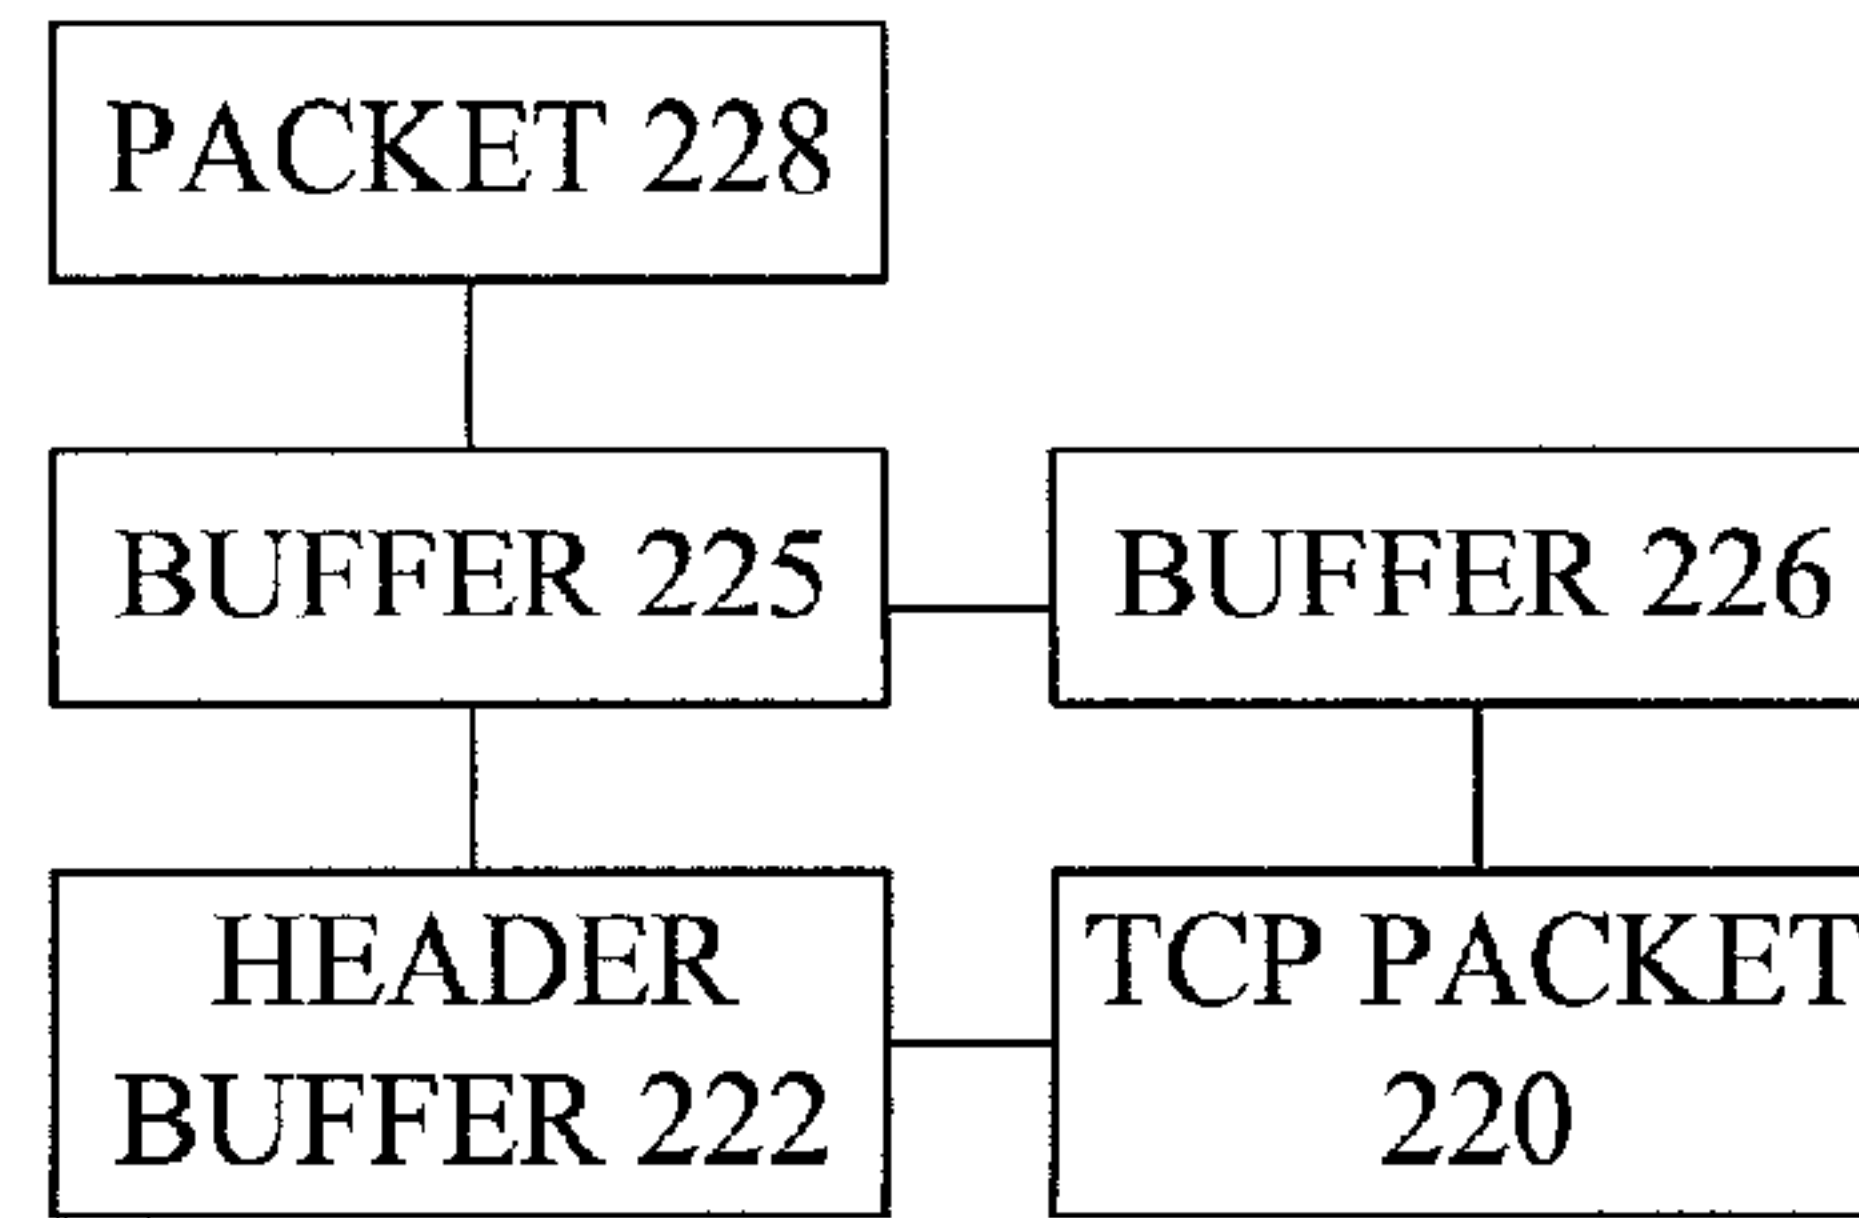 PACKET 228
BUFFER 225
BUFFER 226
HEADER
BUFFER 222
TCP PACKET
220